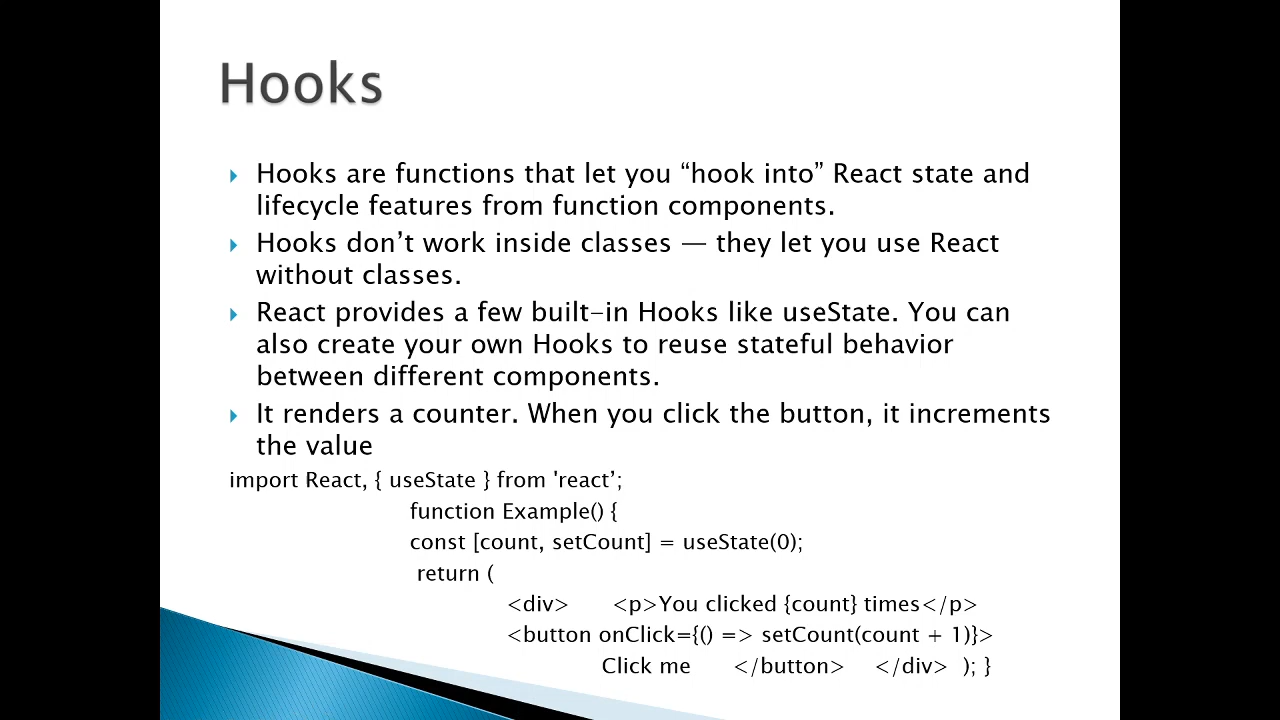 Hooks
Hooks are functions that let you “hook into” React state and
lifecycle features from function components.
Hooks don’t work inside classes — they let you use React
without classes.
React provides a few built-in Hooks like useState. You can
also create your own Hooks to reuse stateful behavior
between different components.
It renders a counter. When you click the button, it increments
the value
import React, { useState } from 'react’;
function Example() {
const [count, setCount] = useState(0);
return (
<div> <p>You clicked {count} times</p>
<button onClick={() => setCount(count + 1)}>
Click me </button> </div> ); }